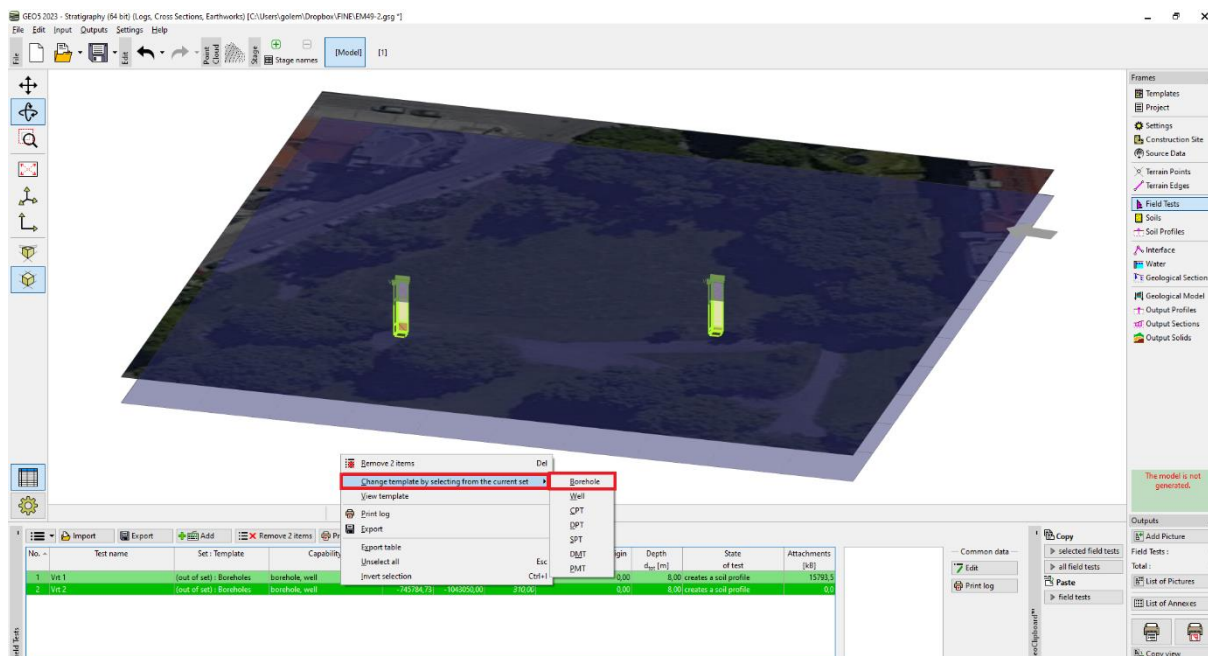 GEO5 2023 - Stratigraphy (64 bit) (Logs, Cross Sections, Earthworks) [C:\Users\golem\Dropbox\FINE\EM49-2.gsg *]
File Edit Input Outputs Settings Help
File
Edit
Point Cloud
Stage
Stage names
[Model]
[1]
Frames
Templates
Project
Settings
Construction Site
Source Data
Terrain Points
Terrain Edges
Field Tests
Soils
Soil Profiles
Interface
Water
Geological Section
Geological Model
Output Profiles
Output Sections
Output Solids
The model is not
generated.
Remove 2 items Del
Change template by selecting from the current set
View template
Print log
Export
Export table
Unselect all Esc
Invert selection Ctrl+I
Borehole
Well
CPT
DPT
SPT
DMT
PMT
Import Export Add Remove 2 items
No. Test name Set : Template Capability Depth State Attachments
dtot [m] of test [kB]
1 Vrt 1 (out of set) : Boreholes borehole, well 0,00 8,00 creates a soil profile 15793,5
2 Vrt 2 (out of set) : Boreholes borehole, well -745784,73 -1043050,00 310,00 0,00 8,00 creates a soil profile 0,0
Common data
Edit
Print log
Copy
selected field tests
all field tests
Paste
field tests
Outputs
Add Picture
Field Tests :
Total :
List of Pictures
List of Annexes
Copy view